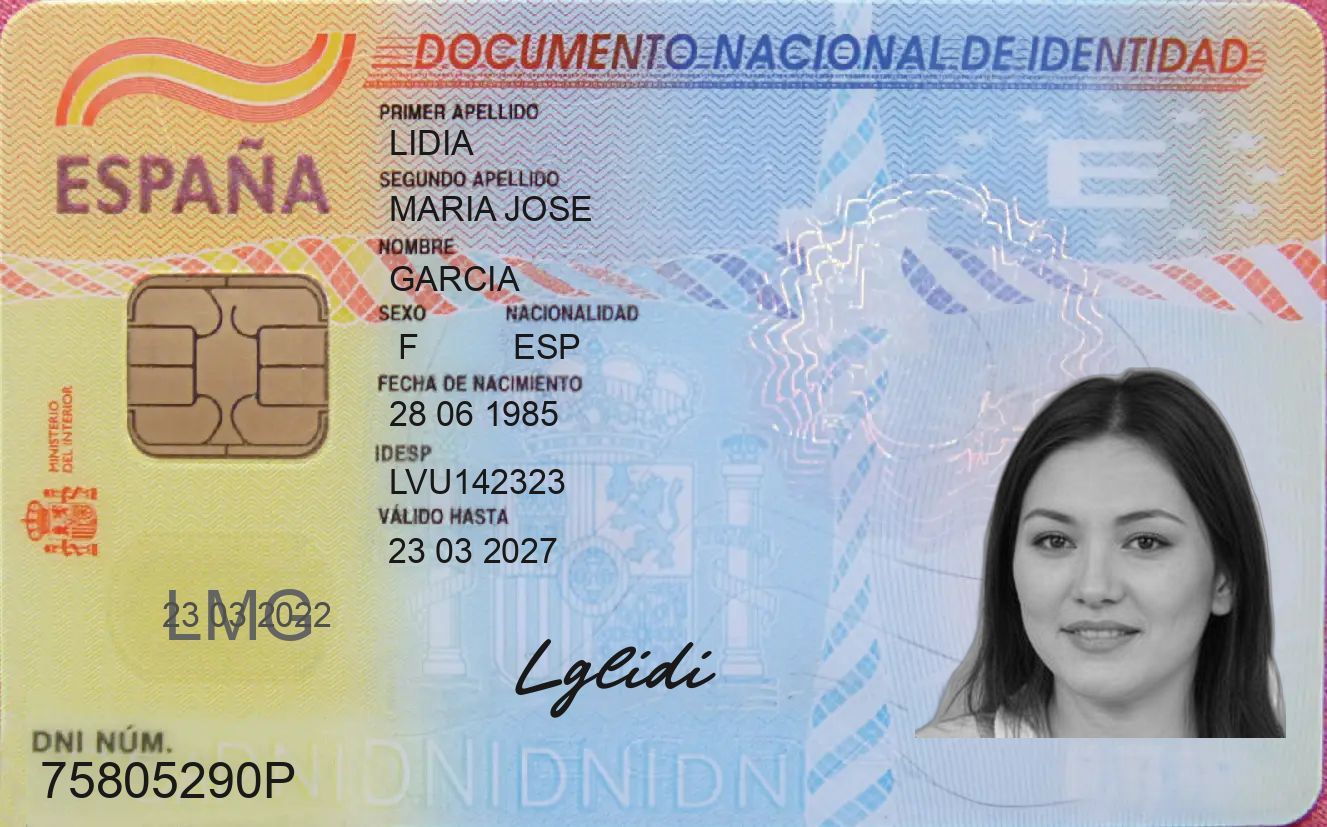 DOCUMENTO NACIONAL DE IDENTIDAD
ESPAÑA
PRIMER APELLIDO
LIDIA
SEGUNDO APELLIDO
MARIA JOSE
NOMBRE
GARCIA
SEXO NACIONALIDAD
F ESP
FECHA DE NACIMIENTO
28 06 1985
IDESP
LVU142323
VÁLIDO HASTA
23 03 2027
MINISTERIO
DEL INTERIOR
E
23 03 2022
LMG
Lglidi
DNI NÚM.
75805290P
DNIDNIDNIDNI